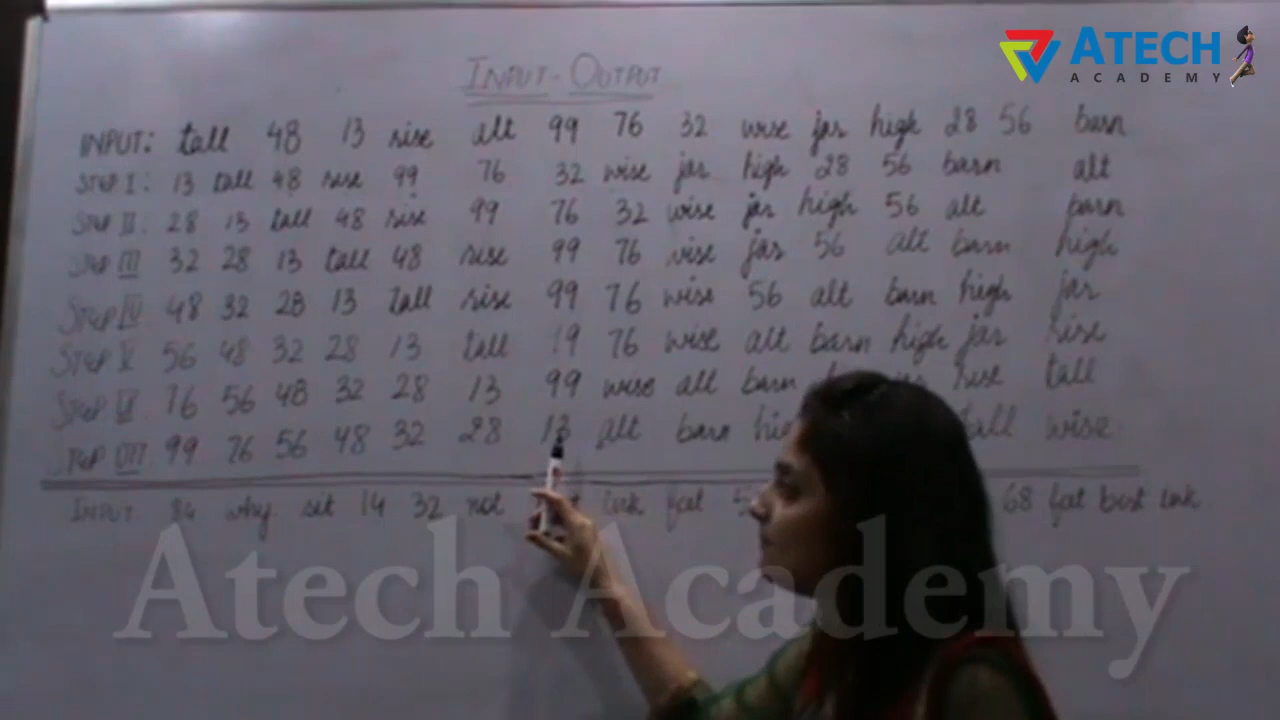 ATECH
ACADEMY
INPUT - OUTPUT
INPUT: tall 48 13 rise alt 99 76 32 wise jar high 28 56 barn
STEP I: 13 tall 48 rise 99 76 32 wise jar high 28 56 barn alt
STEP II: 28 13 tall 48 rise 99 76 32 wise jar high 56 alt barn
STEP III 32 28 13 tall 48 rise 99 76 wise jar 56 alt barn high
STEP IV 48 32 28 13 tall rise 99 76 wise 56 alt barn high jar
STEP V 56 48 32 28 13 tall 99 76 wise alt barn high jar rise
STEP VI 76 56 48 32 28 13 99 wise alt barn rise tall
STEP VII 99 76 56 48 32 28 13 alt barn tall wise
INPUT 84 why sit 14 32 not ink fat 68 fat best ink
Atech Academy